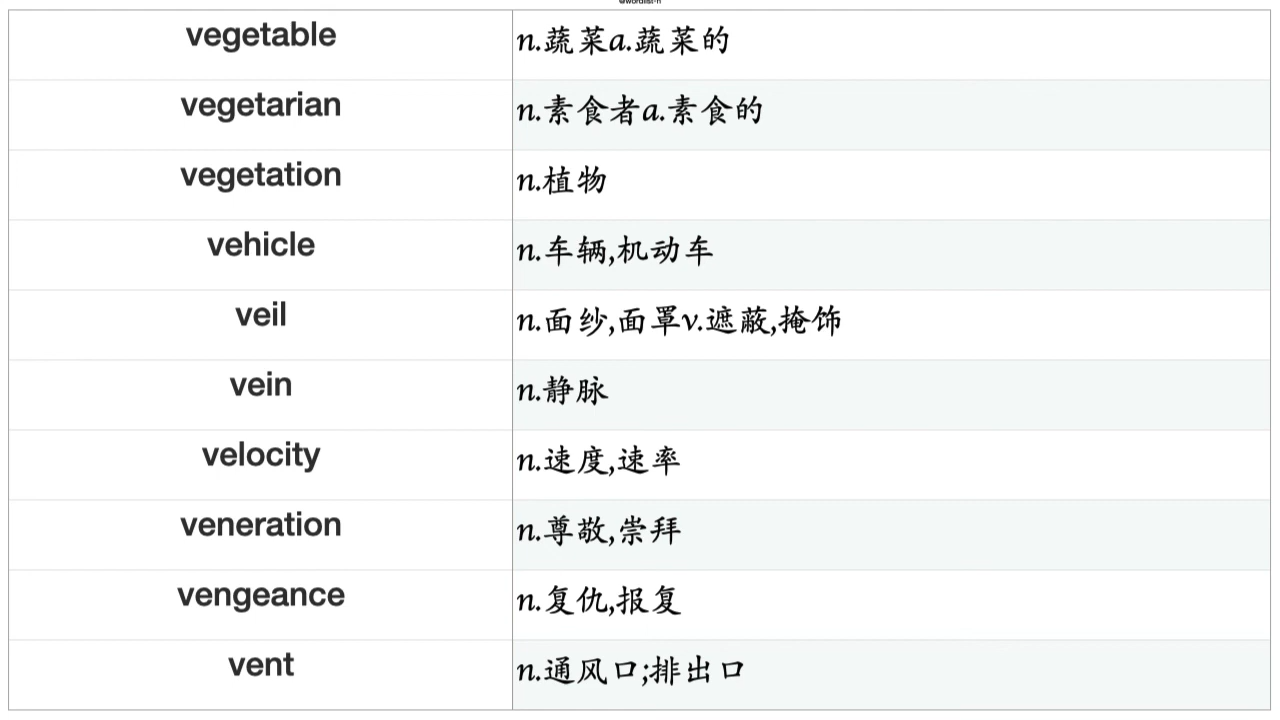 @wordlist-n
vegetable n.蔬菜a.蔬菜的
vegetarian n.素食者a.素食的
vegetation n.植物
vehicle n.车辆,机动车
veil n.面纱,面罩v.遮蔽,掩饰
vein n.静脉
velocity n.速度,速率
veneration n.尊敬,崇拜
vengeance n.复仇,报复
vent n.通风口;排出口